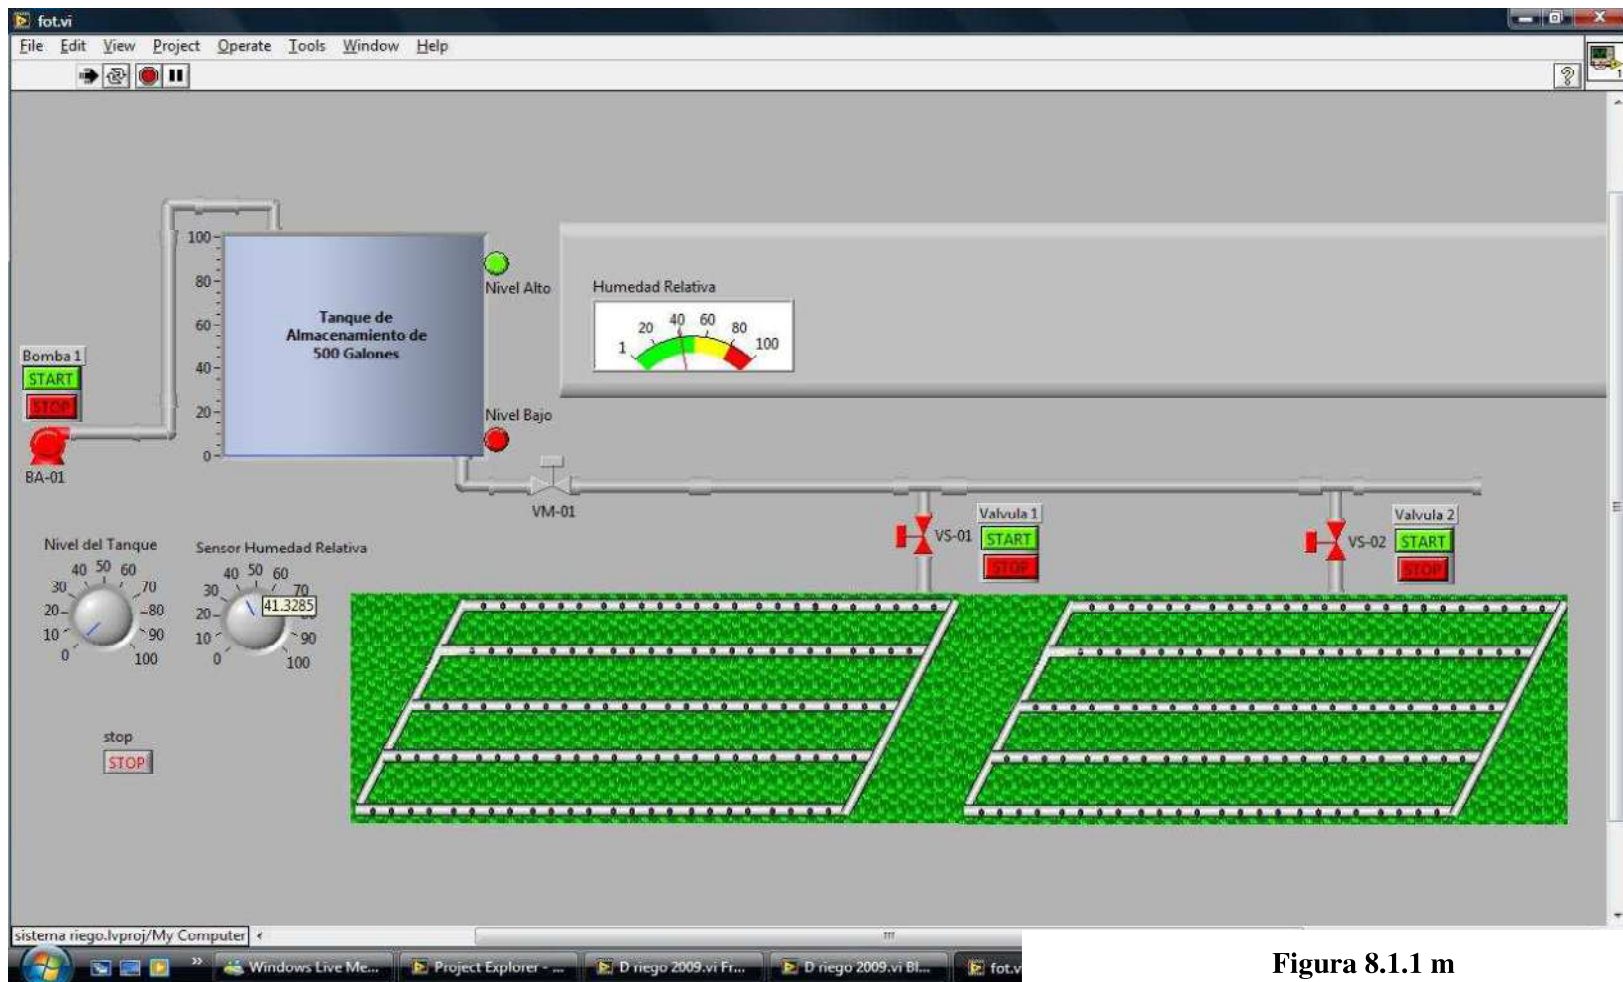 fot.vi
File Edit View Project Operate Tools Window Help
100
80
60
40
20
0
Tanque de
Almacenamiento de
500 Galones
Nivel Alto
Nivel Bajo
Humedad Relativa
1 20 40 60 80 100
Bomba 1
START
STOP
BA-01
VM-01
Valvula 1
START
STOP
VS-01
Valvula 2
START
STOP
VS-02
Nivel del Tanque
0 10 20 30 40 50 60 70 80 90 100
Sensor Humedad Relativa
0 10 20 30 40 50 60 70 90 100
41.3285
stop
STOP
sistema riego.lvproj/My Computer
Windows Live Me...
Project Explorer - ...
D riego 2009.vi Fr...
D riego 2009.vi Bl...
fot.v
Figura 8.1.1 m